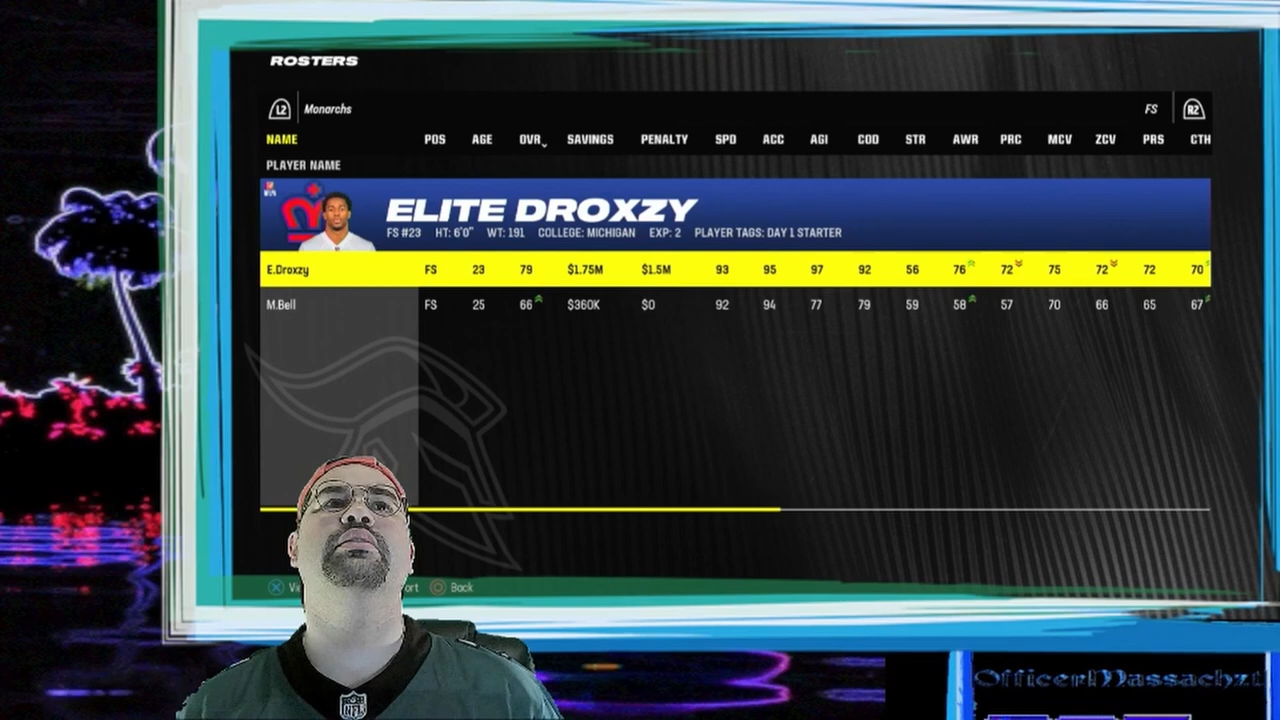 ROSTERS
L2 Monarchs FS R2
NAME POS AGE OVR SAVINGS PENALTY SPD ACC AGI COD STR AWR PRC MCV ZCV PRS CTH
PLAYER NAME
ELITE DROXZY
FS #23 HT: 6'0" WT: 191 COLLEGE: MICHIGAN EXP: 2 PLAYER TAGS: DAY 1 STARTER
E.Droxzy FS 23 79 $1.75M $1.5M 93 95 97 92 56 76 72 75 72 72 70
M.Bell FS 25 66 $360K $0 92 94 77 79 59 58 57 70 66 65 67
Back
NFL